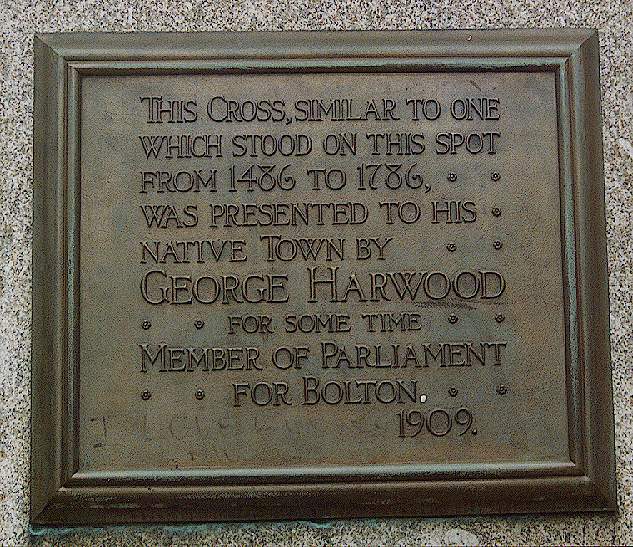 THIS CROSS, SIMILAR TO ONE
WHICH STOOD ON THIS SPOT
FROM 1486 TO 1786,
WAS PRESENTED TO HIS
NATIVE TOWN BY
GEORGE HARWOOD
FOR SOME TIME
MEMBER OF PARLIAMENT
FOR BOLTON.
1909.